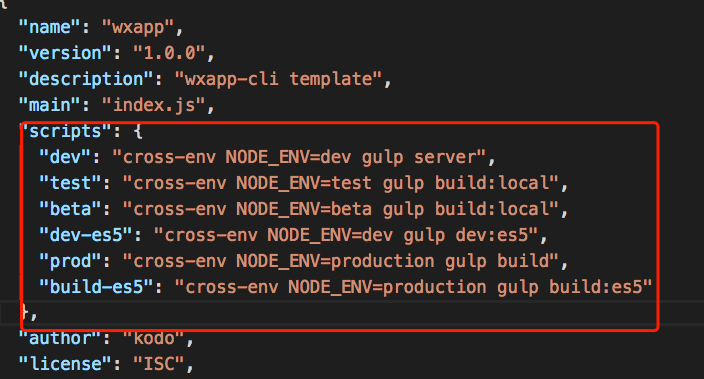 {
"name": "wxapp",
"version": "1.0.0",
"description": "wxapp-cli template",
"main": "index.js",
"scripts": {
"dev": "cross-env NODE_ENV=dev gulp server",
"test": "cross-env NODE_ENV=test gulp build:local",
"beta": "cross-env NODE_ENV=beta gulp build:local",
"dev-es5": "cross-env NODE_ENV=dev gulp dev:es5",
"prod": "cross-env NODE_ENV=production gulp build",
"build-es5": "cross-env NODE_ENV=production gulp build:es5"
},
"author": "kodo",
"license": "ISC",